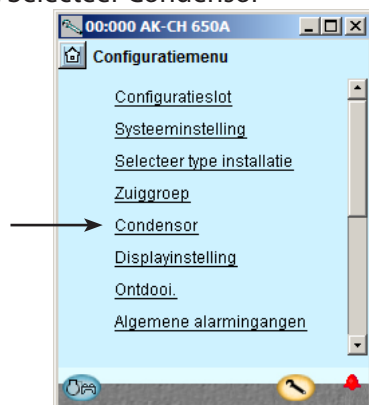 Selecteer Condensor
00:000 AK-CH 650A
Configuratiemenu
Configuratieslot
Systeeminstelling
Selecteer type installatie
Zuiggroep
Condensor
Displayinstelling
Ontdooi.
Algemene alarmingangen